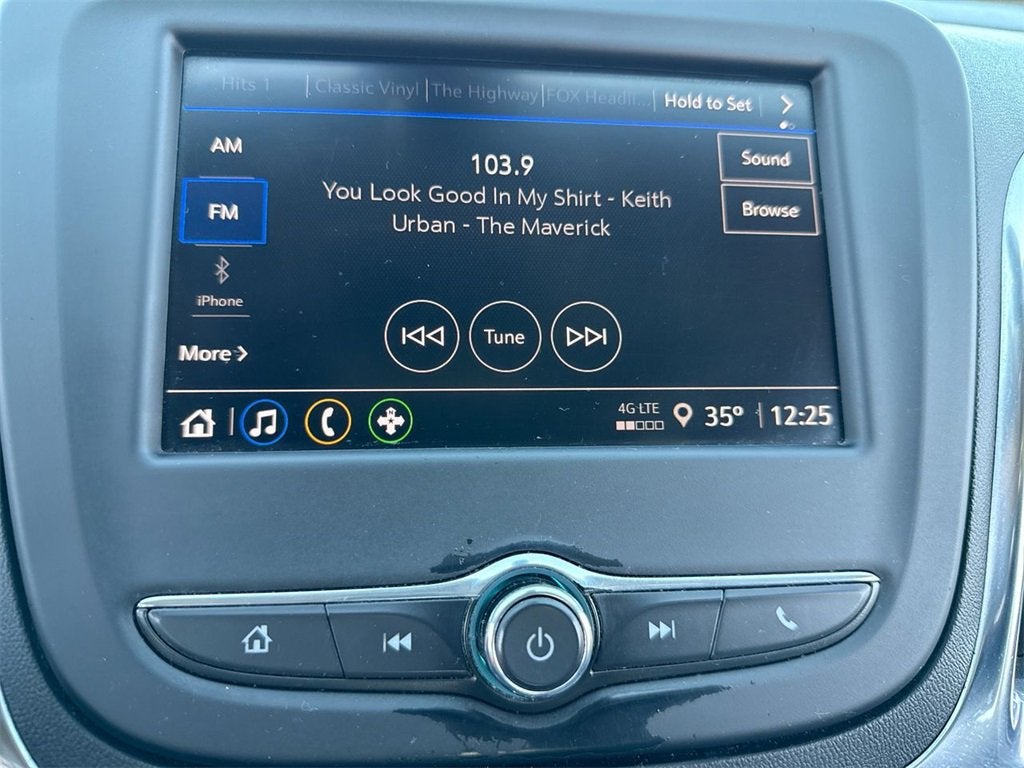 Hits 1 Classic Vinyl The Highway FOX Headli... Hold to Set
AM
103.9
Sound
You Look Good In My Shirt - Keith
Urban - The Maverick
FM
Browse
iPhone
Tune
More
4G LTE
35° 12:25